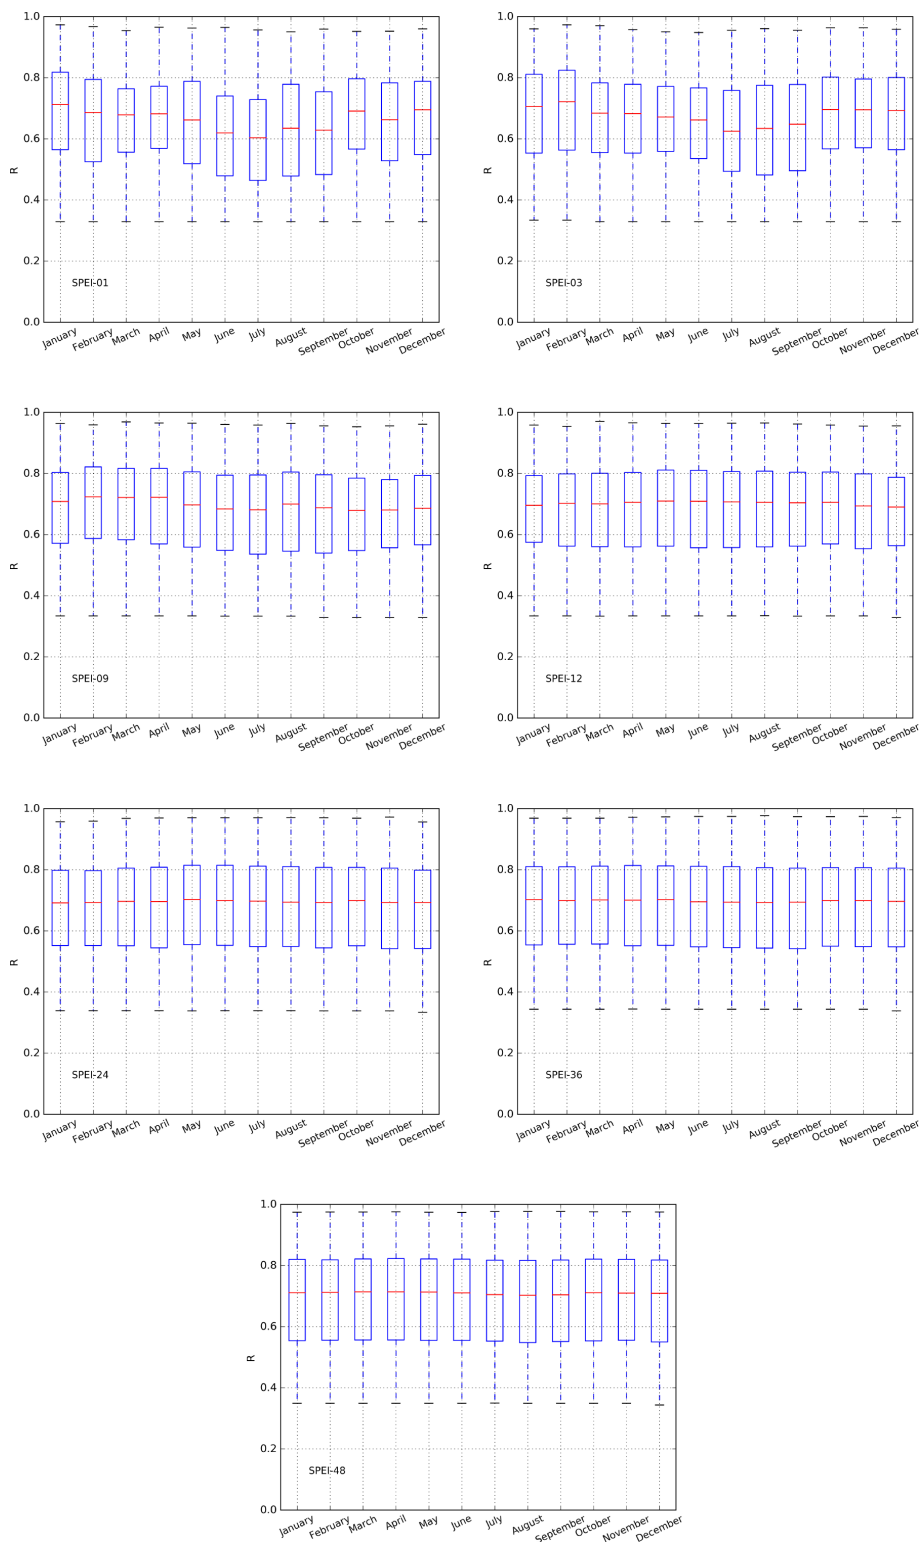 1.0
0.8
0.6
R
0.4
0.2
SPEI-01
0.0
January February March April May June July August September October November December
1.0
0.8
0.6
0.4
0.2
SPEI-03
0.0
January February March April May June July August September October November December
1.0
0.8
0.6
R
0.4
0.2
SPEI-09
0.0
January February March April May June July August September October November December
1.0
0.8
0.6
R
0.4
0.2
SPEI-12
0.0
January February March April May June July August September October November December
1.0
0.8
0.6
R
0.4
0.2
SPEI-24
0.0
January February March April May June July August September October November December
1.0
0.8
0.6
R
0.4
0.2
SPEI-36
0.0
January February March April May June July August September October November December
1.0
0.8
0.6
R
0.4
0.2
SPEI-48
0.0
January February March April May June July August September October November December